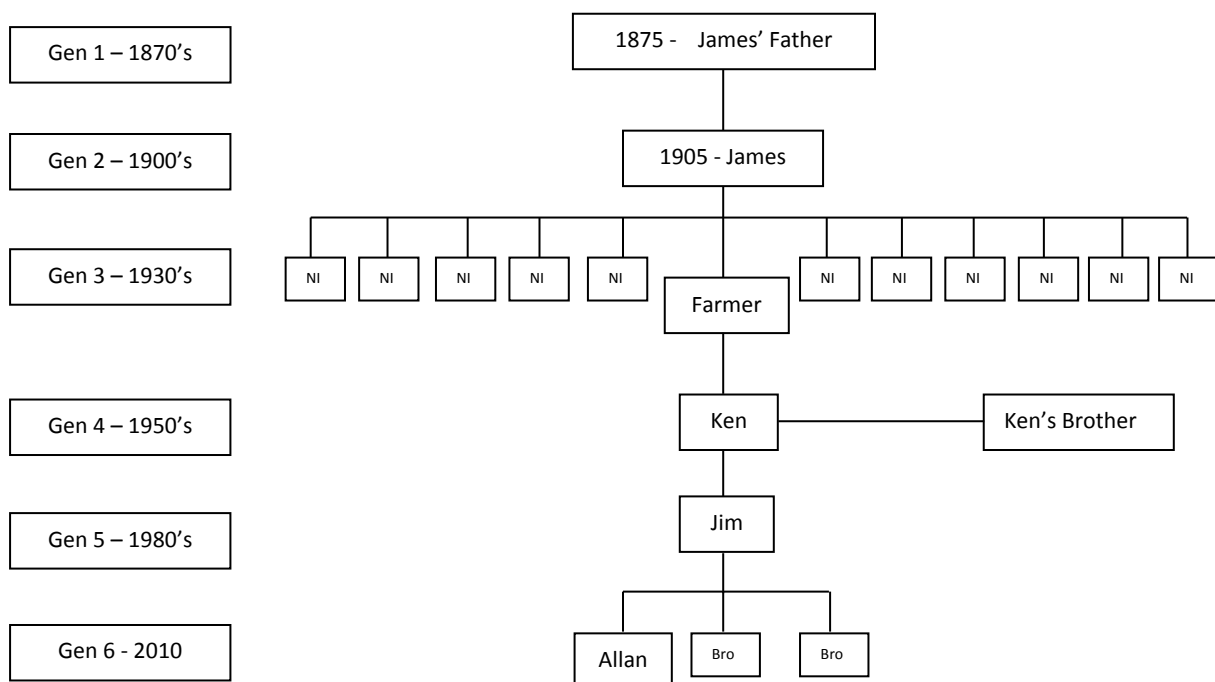 Gen 1 – 1870’s
1875 - James’ Father
Gen 2 – 1900’s
1905 - James
Gen 3 – 1930’s
NI
NI
NI
NI
NI
Farmer
NI
NI
NI
NI
NI
NI
Gen 4 – 1950’s
Ken
Ken’s Brother
Gen 5 – 1980’s
Jim
Gen 6 - 2010
Allan
Bro
Bro